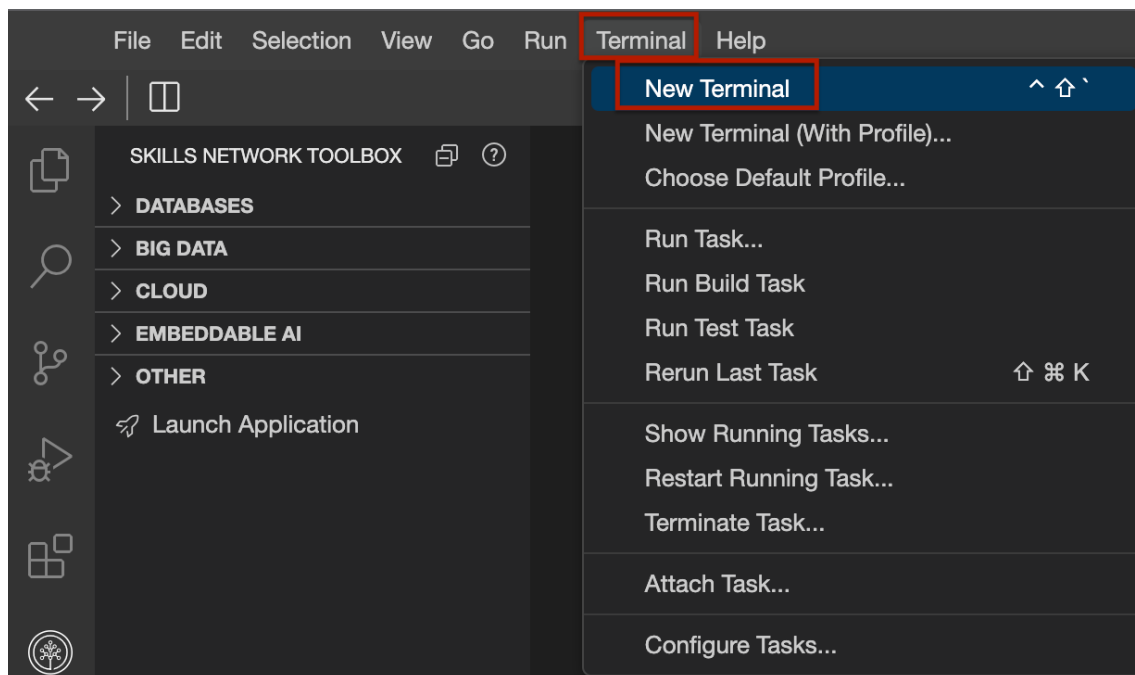 File Edit Selection View Go Run Terminal Help
New Terminal ^ ⇧ `
New Terminal (With Profile)...
Choose Default Profile...
Run Task...
Run Build Task
Run Test Task
Rerun Last Task ⇧ ⌘ K
Show Running Tasks...
Restart Running Task...
Terminate Task...
Attach Task...
Configure Tasks...
SKILLS NETWORK TOOLBOX
DATABASES
BIG DATA
CLOUD
EMBEDDABLE AI
OTHER
Launch Application